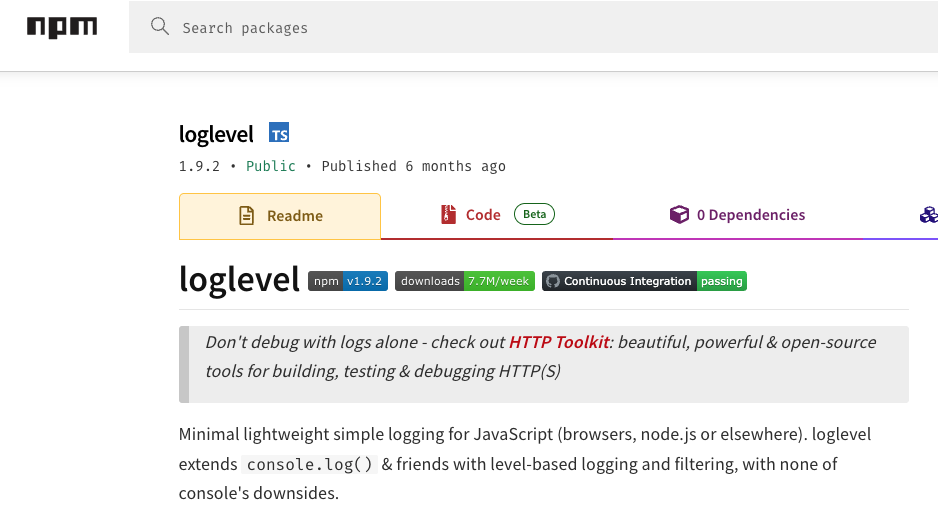 npm
Search packages
loglevel TS
1.9.2 • Public • Published 6 months ago
Readme
Code Beta
0 Dependencies
loglevel npm v1.9.2 downloads 7.7M/week Continuous Integration passing
Don't debug with logs alone - check out HTTP Toolkit: beautiful, powerful & open-source
tools for building, testing & debugging HTTP(S)
Minimal lightweight simple logging for JavaScript (browsers, node.js or elsewhere). loglevel
extends console.log() & friends with level-based logging and filtering, with none of
console's downsides.